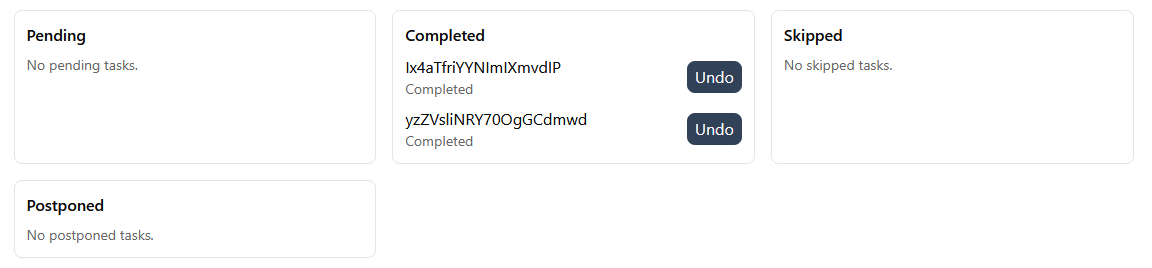 Pending
No pending tasks.
Completed
Ix4aTfriYYNImIXmvdIP
Completed
Undo
yzZVsliNRY70OgGCdmwd
Completed
Undo
Skipped
No skipped tasks.
Postponed
No postponed tasks.